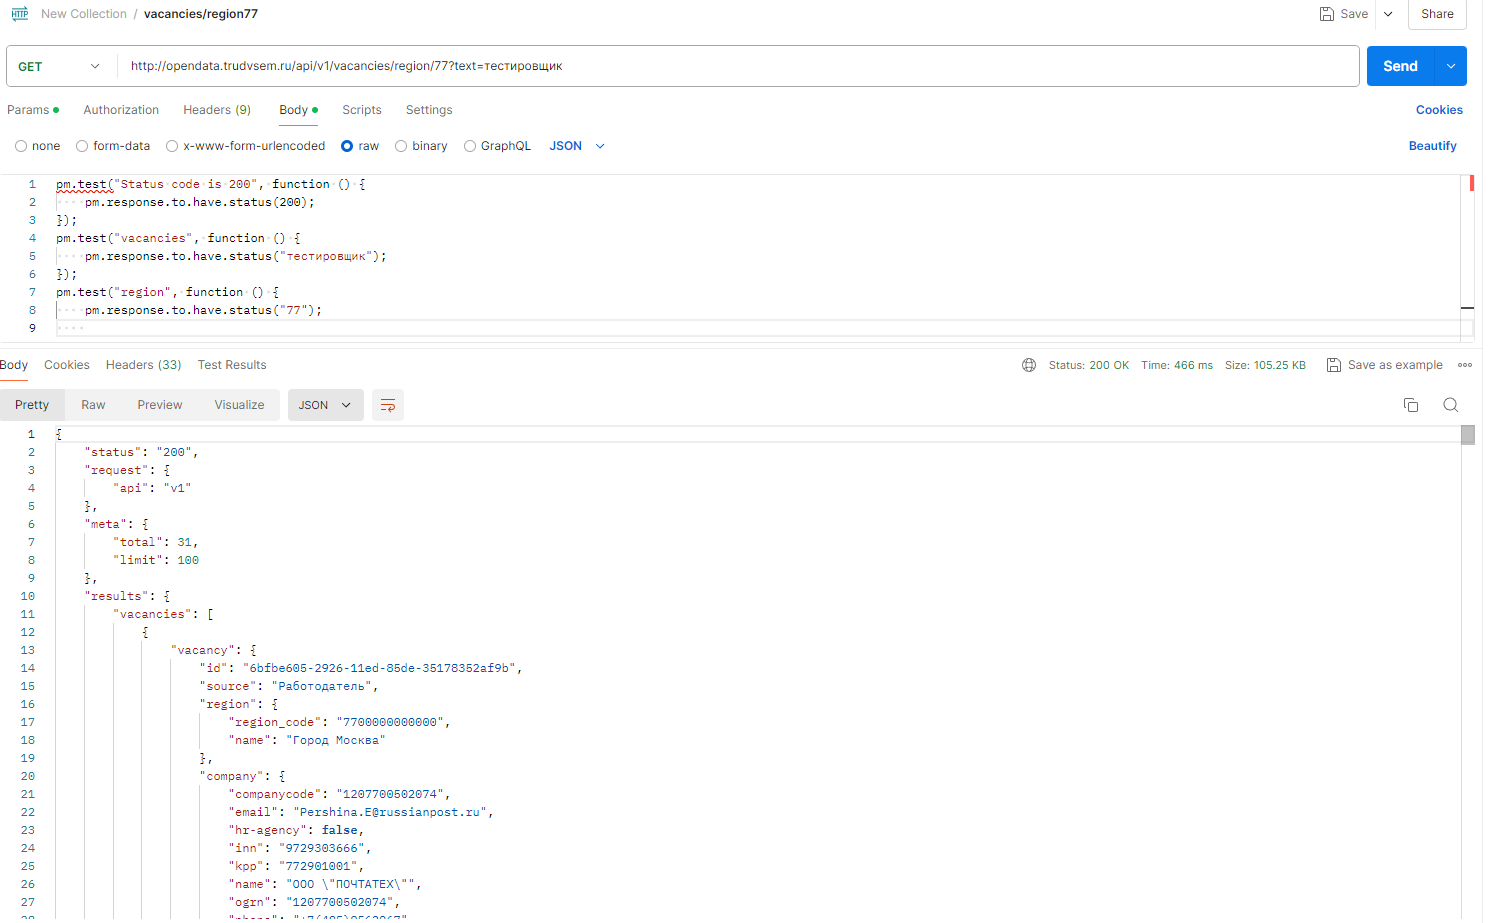 HTTP New Collection / vacancies/region77 Save Share
GET http://opendata.trudvsem.ru/api/v1/vacancies/region/77?text=тестировщик Send
Params Authorization Headers (9) Body Scripts Settings Cookies
none form-data x-www-form-urlencoded raw binary GraphQL JSON Beautify
1 pm.test("Status code is 200", function () {
2 pm.response.to.have.status(200);
3 });
4 pm.test("vacancies", function () {
5 pm.response.to.have.status("тестировщик");
6 });
7 pm.test("region", function () {
8 pm.response.to.have.status("77");
9
Body Cookies Headers (33) Test Results Status: 200 OK Time: 466 ms Size: 105.25 KB Save as example
Pretty Raw Preview Visualize JSON
1 {
2 "status": "200",
3 "request": {
4 "api": "v1"
5 },
6 "meta": {
7 "total": 31,
8 "limit": 100
9 },
10 "results": {
11 "vacancies": [
12 {
13 "vacancy": {
14 "id": "6bfbe605-2926-11ed-85de-35178352af9b",
15 "source": "Работодатель",
16 "region": {
17 "region_code": "7700000000000",
18 "name": "Город Москва"
19 },
20 "company": {
21 "companycode": "1207700502074",
22 "email": "Pershina.E@russianpost.ru",
23 "hr-agency": false,
24 "inn": "9729303666",
25 "kpp": "772901001",
26 "name": "ООО \"ПОЧТАТЕХ\"",
27 "ogrn": "1207700502074",